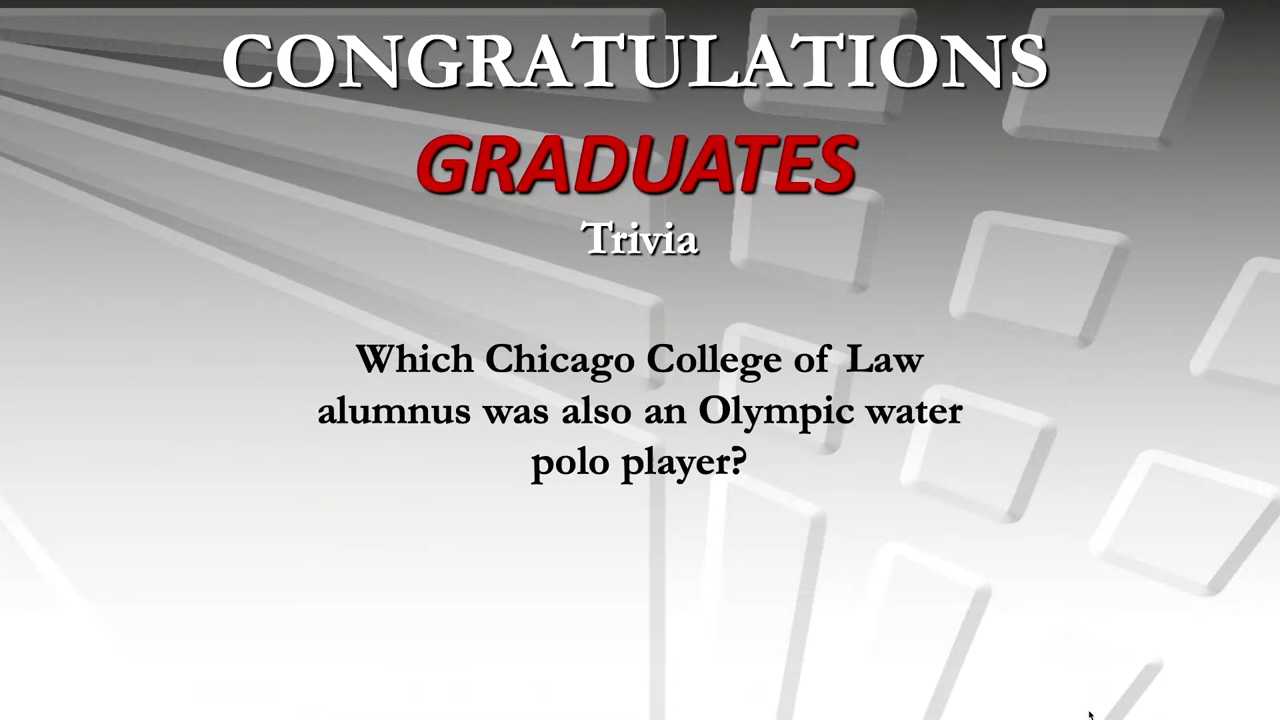 CONGRATULATIONS
GRADUATES
Trivia
Which Chicago College of Law
alumnus was also an Olympic water
polo player?